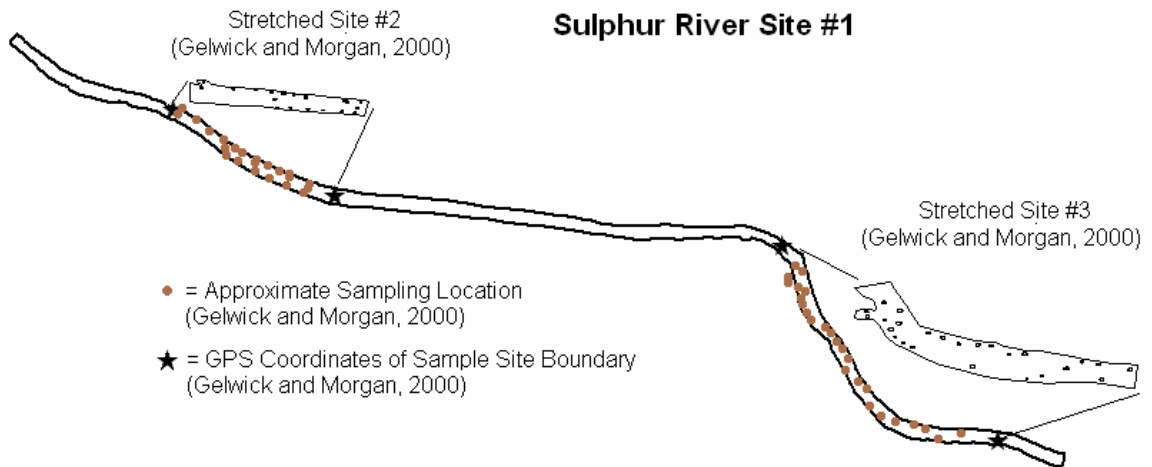 Sulphur River Site #1
Stretched Site #2
(Gelwick and Morgan, 2000)
Stretched Site #3
(Gelwick and Morgan, 2000)
= Approximate Sampling Location
(Gelwick and Morgan, 2000)
= GPS Coordinates of Sample Site Boundary
(Gelwick and Morgan, 2000)